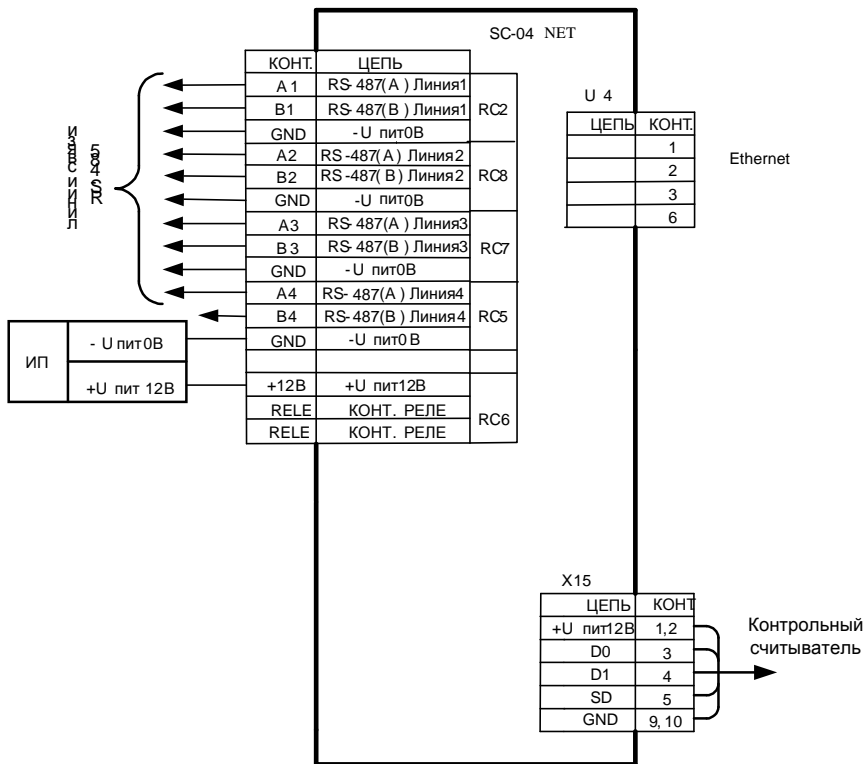 SC-04 NET
КОНТ. ЦЕПЬ
A1 RS-487(A) Линия1
B1 RS-487(B) Линия1
GND -U пит0В
RC2
A2 RS-487(A) Линия2
B2 RS-487(B) Линия2
GND -U пит0В
RC8
A3 RS-487(A) Линия3
B3 RS-487(B) Линия3
GND -U пит0В
RC7
A4 RS-487(A) Линия4
B4 RS-487(B) Линия4
GND -U пит0В
RC5
+12В +U пит12В
RELE КОНТ. РЕЛЕ
RELE КОНТ. РЕЛЕ
RC6
Линии связи
RS-485
ИП
- U пит0В
+U пит 12В
U 4
ЦЕПЬ КОНТ.
1
2
3
6
Ethernet
X15
ЦЕПЬ КОНТ
+U пит12В 1,2
D0 3
D1 4
SD 5
GND 9, 10
Контрольный
считыватель